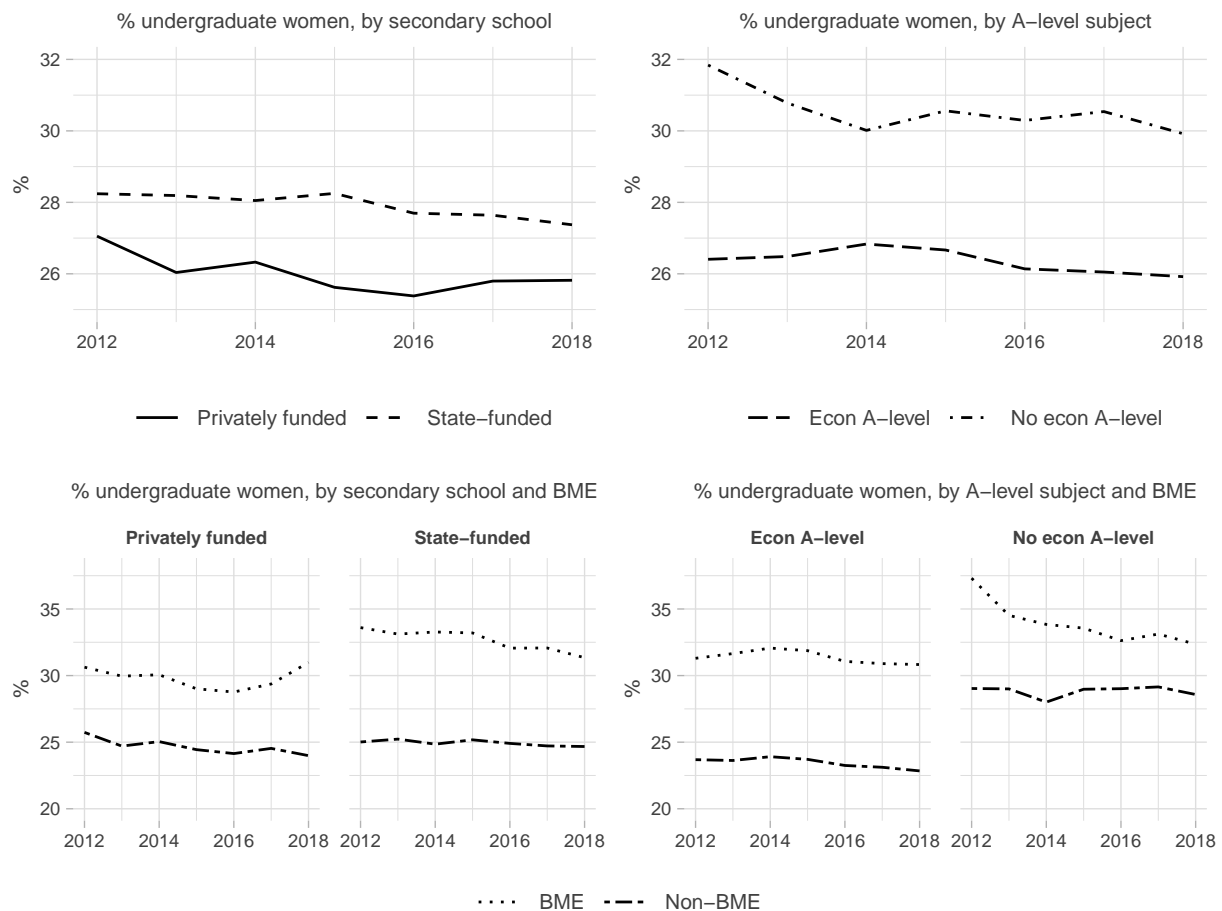 % undergraduate women, by secondary school
32
30
28
26
%
2012 2014 2016 2018
Privately funded State−funded
% undergraduate women, by A−level subject
32
30
28
26
%
2012 2014 2016 2018
Econ A−level No econ A−level
% undergraduate women, by secondary school and BME
Privately funded State−funded
35
30
25
20
%
2012 2014 2016 2018 2012 2014 2016 2018
% undergraduate women, by A−level subject and BME
Econ A−level No econ A−level
35
30
25
20
%
2012 2014 2016 2018 2012 2014 2016 2018
BME Non−BME